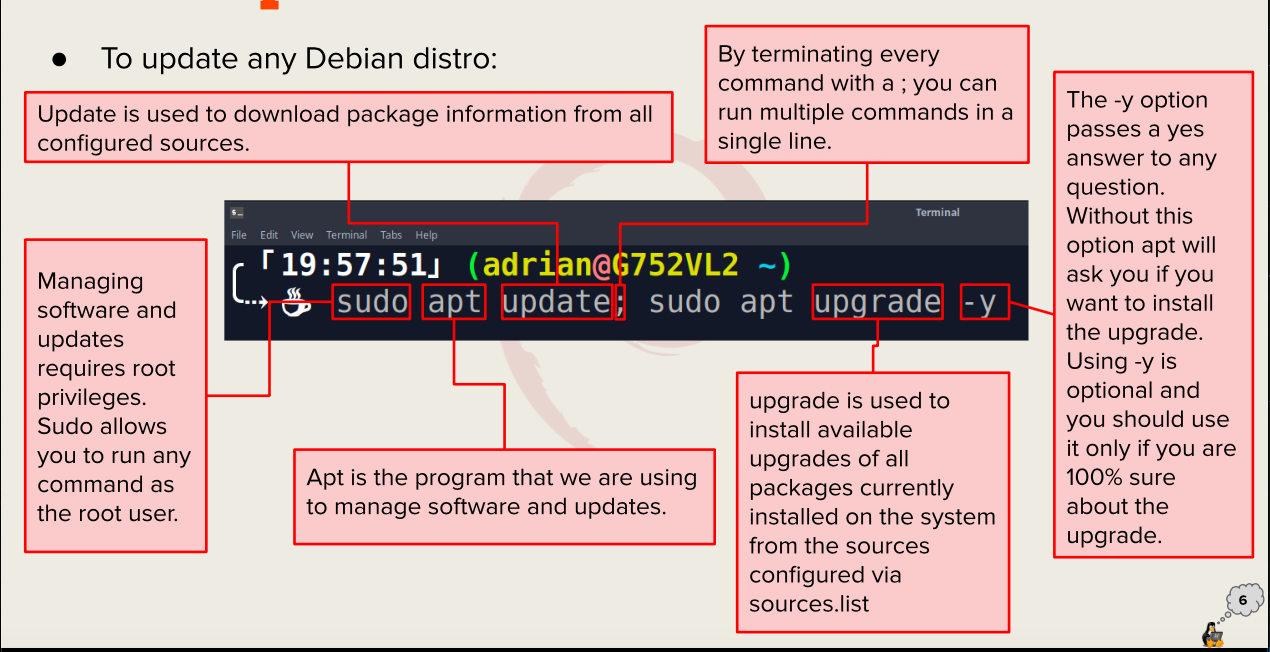 ● To update any Debian distro:
Update is used to download package information from all
configured sources.
By terminating every
command with a ; you can
run multiple commands in a
single line.
The -y option
passes a yes
answer to any
question.
Without this
option apt will
ask you if you
want to install
the upgrade.
Using -y is
optional and
you should use
it only if you are
100% sure
about the
upgrade.
Terminal
File Edit View Terminal Tabs Help
「19:57:51」 (adrian@G752VL2 ~)
sudo apt update; sudo apt upgrade -y
Managing
software and
updates
requires root
privileges.
Sudo allows
you to run any
command as
the root user.
Apt is the program that we are using
to manage software and updates.
upgrade is used to
install available
upgrades of all
packages currently
installed on the system
from the sources
configured via
sources.list
6